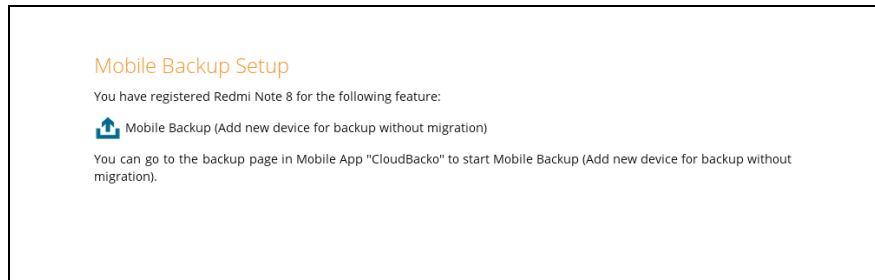 Mobile Backup Setup
You have registered Redmi Note 8 for the following feature:
Mobile Backup (Add new device for backup without migration)
You can go to the backup page in Mobile App "CloudBacko" to start Mobile Backup (Add new device for backup without
migration).